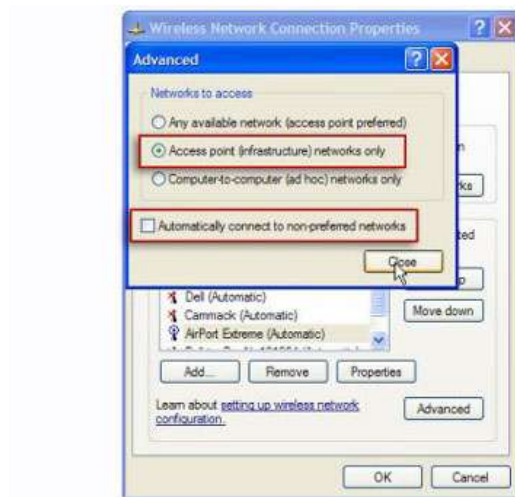 Wireless Network Connection Properties
Advanced
Networks to access
Any available network (access point preferred)
Access point (infrastructure) networks only
Computer-to-computer (ad hoc) networks only
Automatically connect to non-preferred networks
Close
Dell (Automatic)
Cammack (Automatic)
AirPort Extreme (Automatic)
Move down
Add...
Remove
Properties
Learn about setting up wireless network
configuration.
Advanced
OK
Cancel